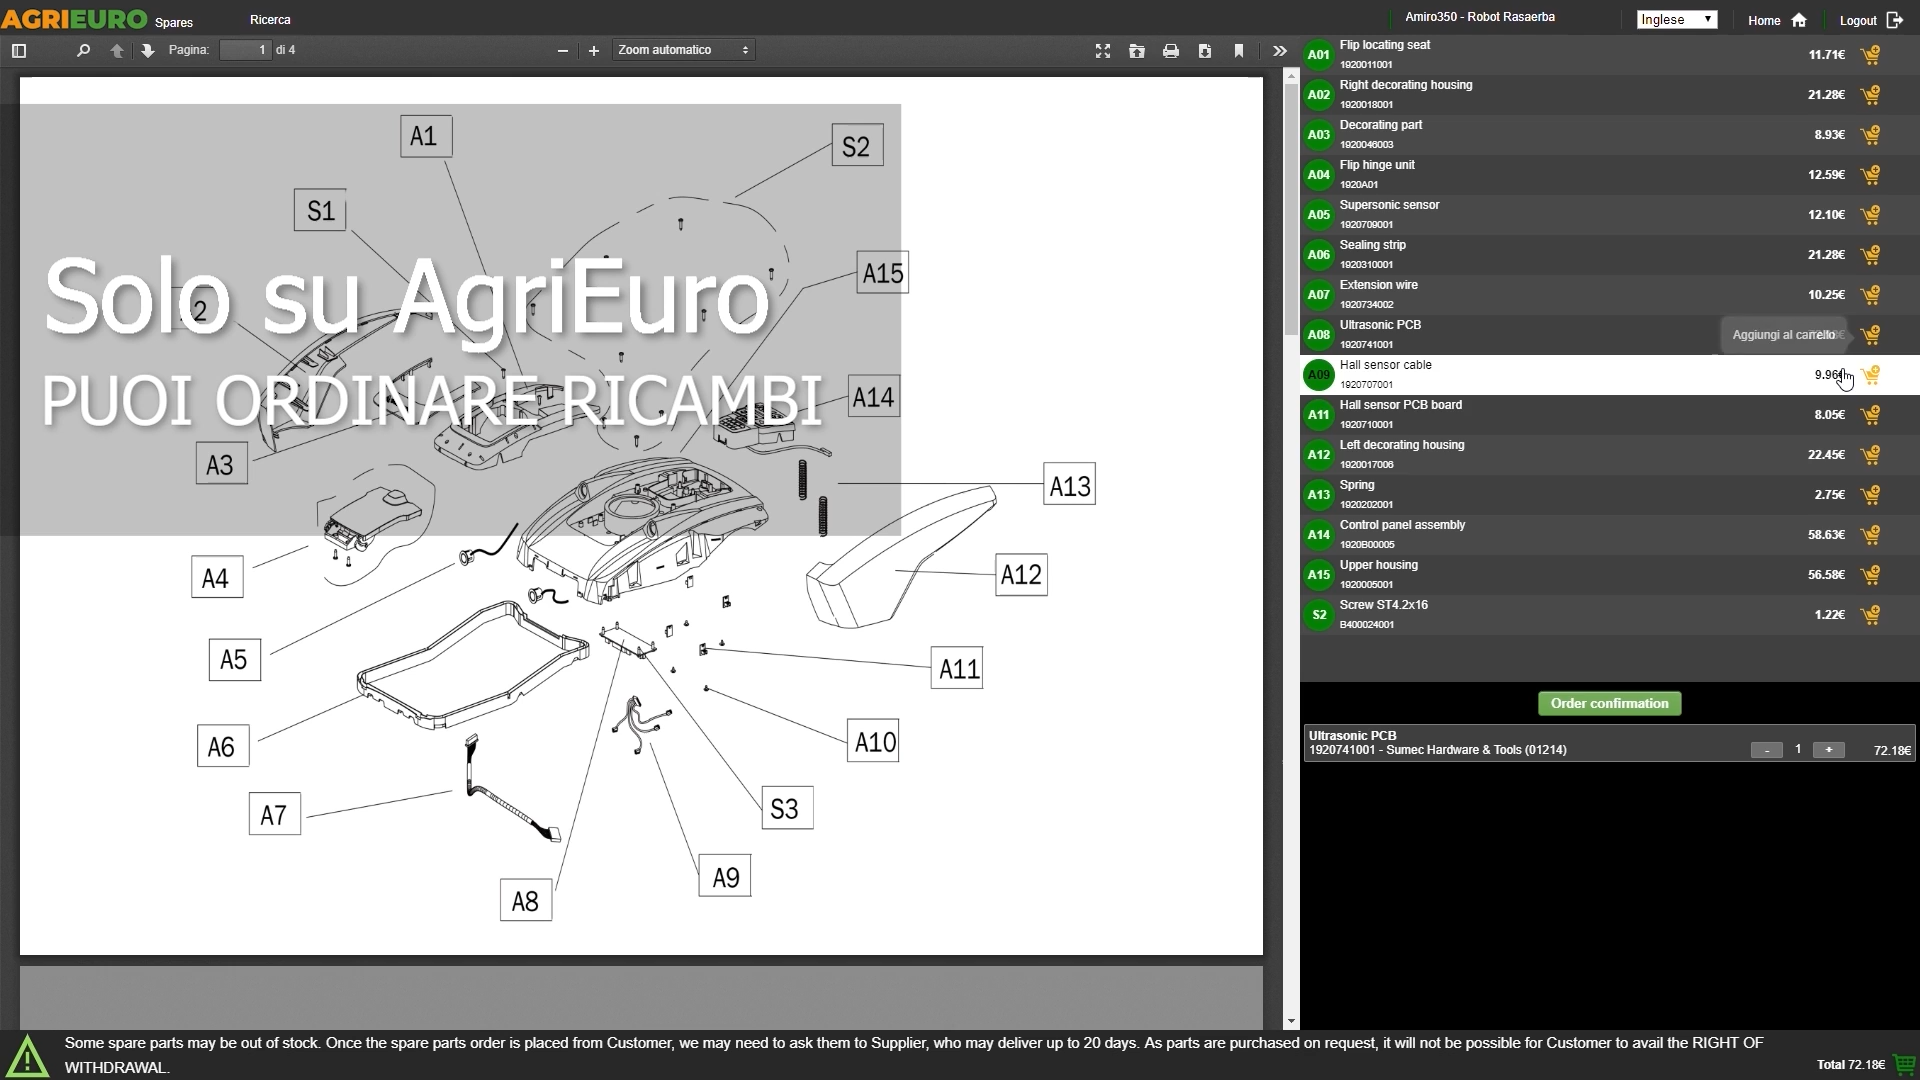 AGRIEURO Spares
Ricerca
Amiro350 - Robot Rasaerba
Inglese
Home
Logout
Pagina: 1 di 4
Zoom automatico
A1
S2
S1
A15
2
Solo su AgriEuro
PUOI ORDINARE RICAMBI
A14
A3
A13
A4
A12
A5
A11
A6
A10
A7
S3
A9
A8
A01 Flip locating seat 11.71€
1920011001
A02 Right decorating housing 21.28€
1920018001
A03 Decorating part 8.93€
1920046003
A04 Flip hinge unit 12.59€
1920A01
A05 Supersonic sensor 12.10€
1920709001
A06 Sealing strip 21.28€
1920310001
A07 Extension wire 10.25€
1920734002
A08 Ultrasonic PCB
1920741001
Aggiungi al carrello
A09 Hall sensor cable 9.96
1920707001
A11 Hall sensor PCB board 8.05€
1920710001
A12 Left decorating housing 22.45€
1920017006
A13 Spring 2.75€
1920202001
A14 Control panel assembly 58.63€
1920B00005
A15 Upper housing 56.58€
1920005001
S2 Screw ST4.2x16 1.22€
B400024001
Order confirmation
Ultrasonic PCB
1920741001 - Sumec Hardware & Tools (01214) - 1 + 72.18€
Some spare parts may be out of stock. Once the spare parts order is placed from Customer, we may need to ask them to Supplier, who may deliver up to 20 days. As parts are purchased on request, it will not be possible for Customer to avail the RIGHT OF
WITHDRAWAL.
Total 72.18€